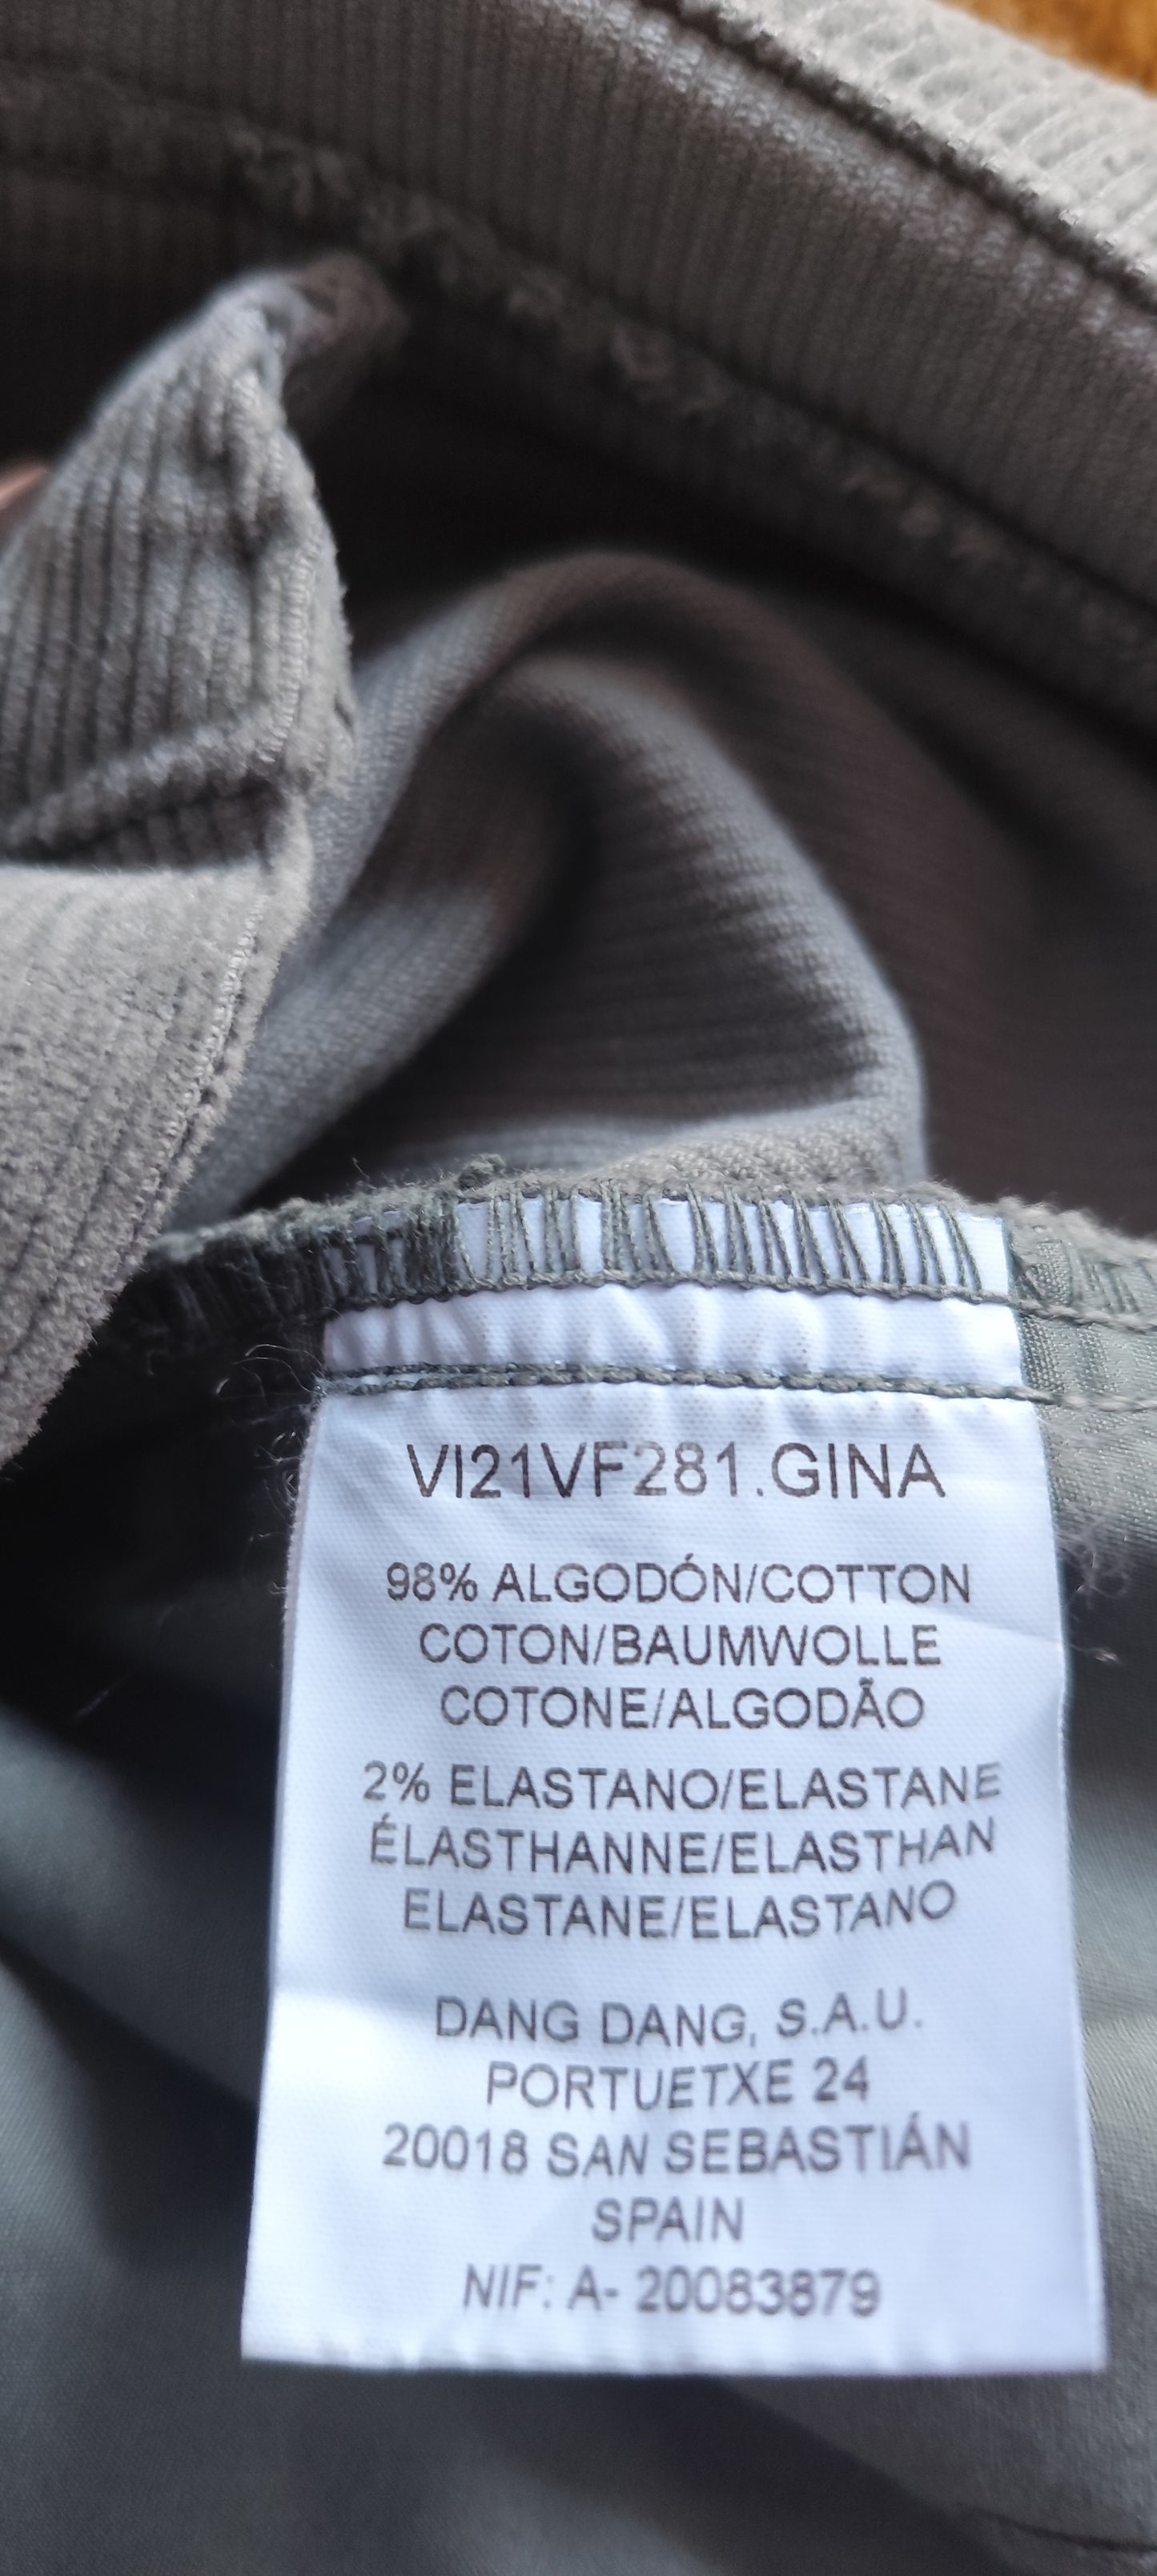 VI21VF281.GINA
98% ALGODÓN/COTTON
COTON/BAUMWOLLE
COTONE/ALGODÃO
2% ELASTANO/ELASTANE
ÉLASTHANNE/ELASTHAN
ELASTANE/ELASTANO
DANG DANG, S.A.U.
PORTUETXE 24
20018 SAN SEBASTIÁN
SPAIN
NIF: A- 20083879